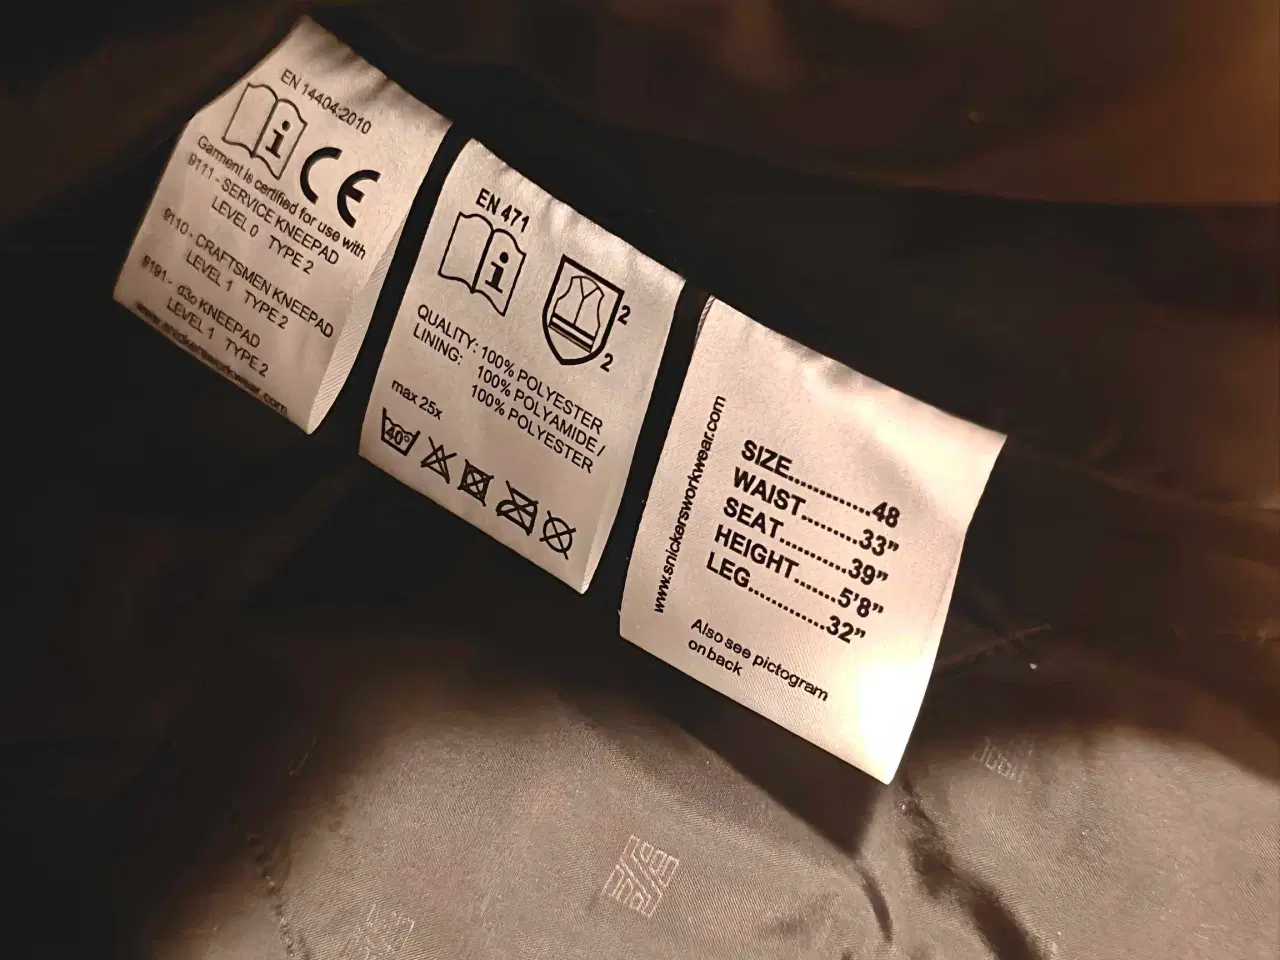 EN 14404:2010
i
CE
Garment is certified for use with
9111 - SERVICE KNEEPAD
LEVEL 0 TYPE 2
9110 - CRAFTSMEN KNEEPAD
LEVEL 1 TYPE 2
9191 - d3o KNEEPAD
LEVEL 1 TYPE 2
www.snickersworkwear.com
EN 471
i
2
2
QUALITY: 100% POLYESTER
LINING: 100% POLYAMIDE /
100% POLYESTER
max 25x
40°
www.snickersworkwear.com
SIZE............48
WAIST.........33”
SEAT...........39”
HEIGHT.......5’8”
LEG.............32”
Also see pictogram
on back